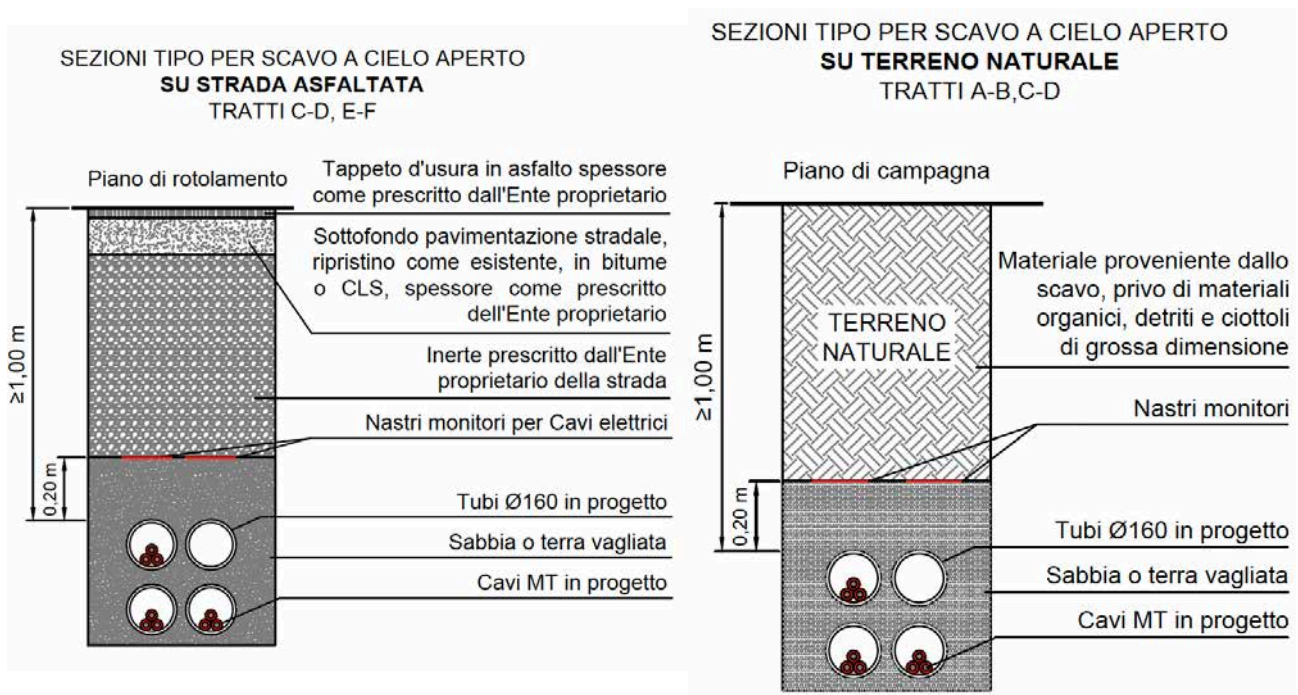 SEZIONI TIPO PER SCAVO A CIELO APERTO
SU STRADA ASFALTATA
TRATTI C-D, E-F
Piano di rotolamento
Tappeto d'usura in asfalto spessore
come prescritto dall'Ente proprietario
Sottofondo pavimentazione stradale,
ripristino come esistente, in bitume
o CLS, spessore come prescritto
dell'Ente proprietario
Inerte prescritto dall'Ente
proprietario della strada
Nastri monitori per Cavi elettrici
≥1,00 m
0,20 m
Tubi Ø160 in progetto
Sabbia o terra vagliata
Cavi MT in progetto
SEZIONI TIPO PER SCAVO A CIELO APERTO
SU TERRENO NATURALE
TRATTI A-B,C-D
Piano di campagna
Materiale proveniente dallo
scavo, privo di materiali
organici, detriti e ciottoli
di grossa dimensione
TERRENO
NATURALE
≥1,00 m
Nastri monitori
0,20 m
Tubi Ø160 in progetto
Sabbia o terra vagliata
Cavi MT in progetto